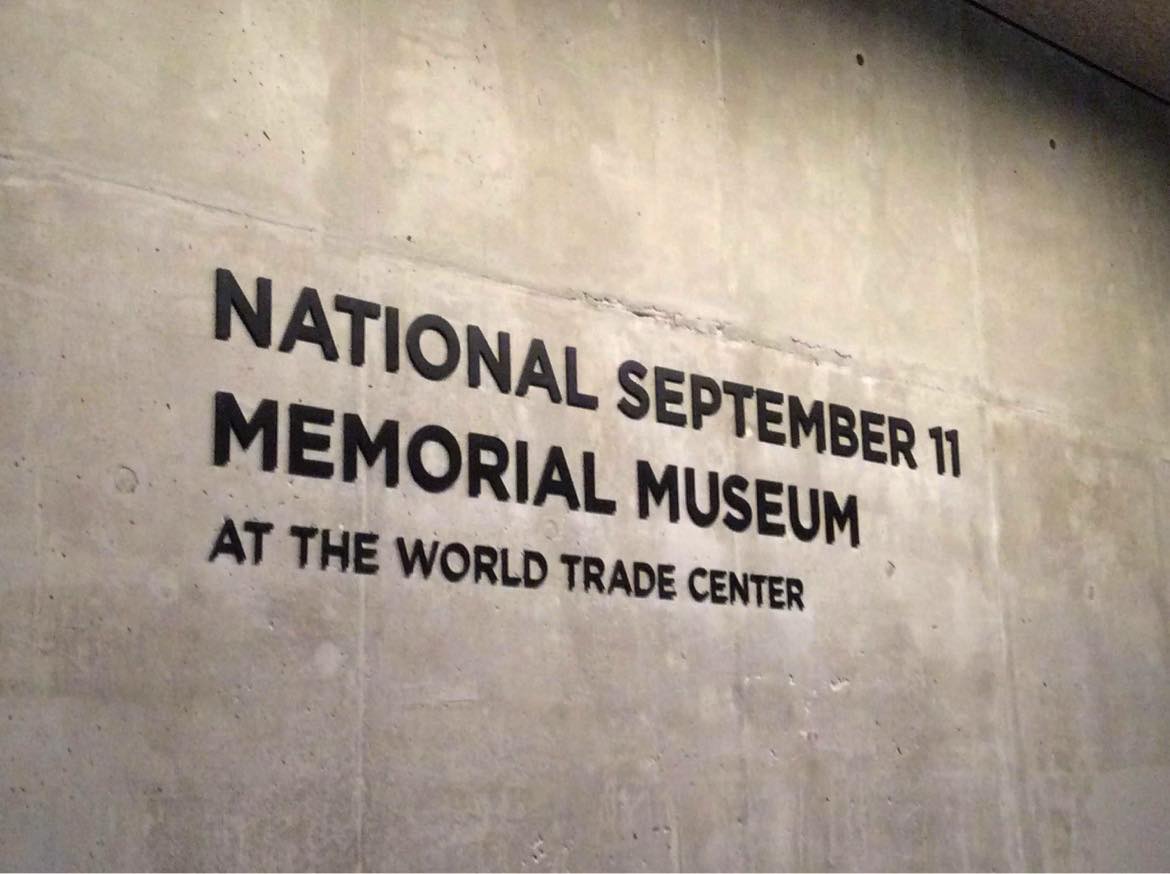 NATIONAL SEPTEMBER 11
MEMORIAL MUSEUM
AT THE WORLD TRADE CENTER